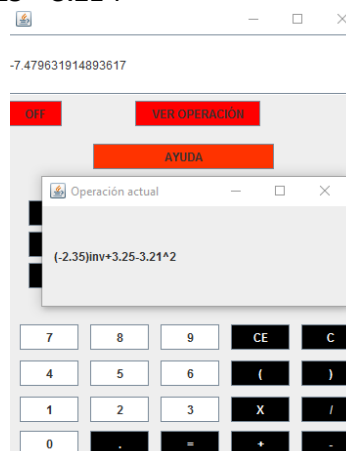 -7.479631914893617
OFF VER OPERACIÓN
AYUDA
Operación actual
(-2.35)inv+3.25-3.21^2
7 8 9 CE C
4 5 6 ( )
1 2 3 X /
0 . = + -